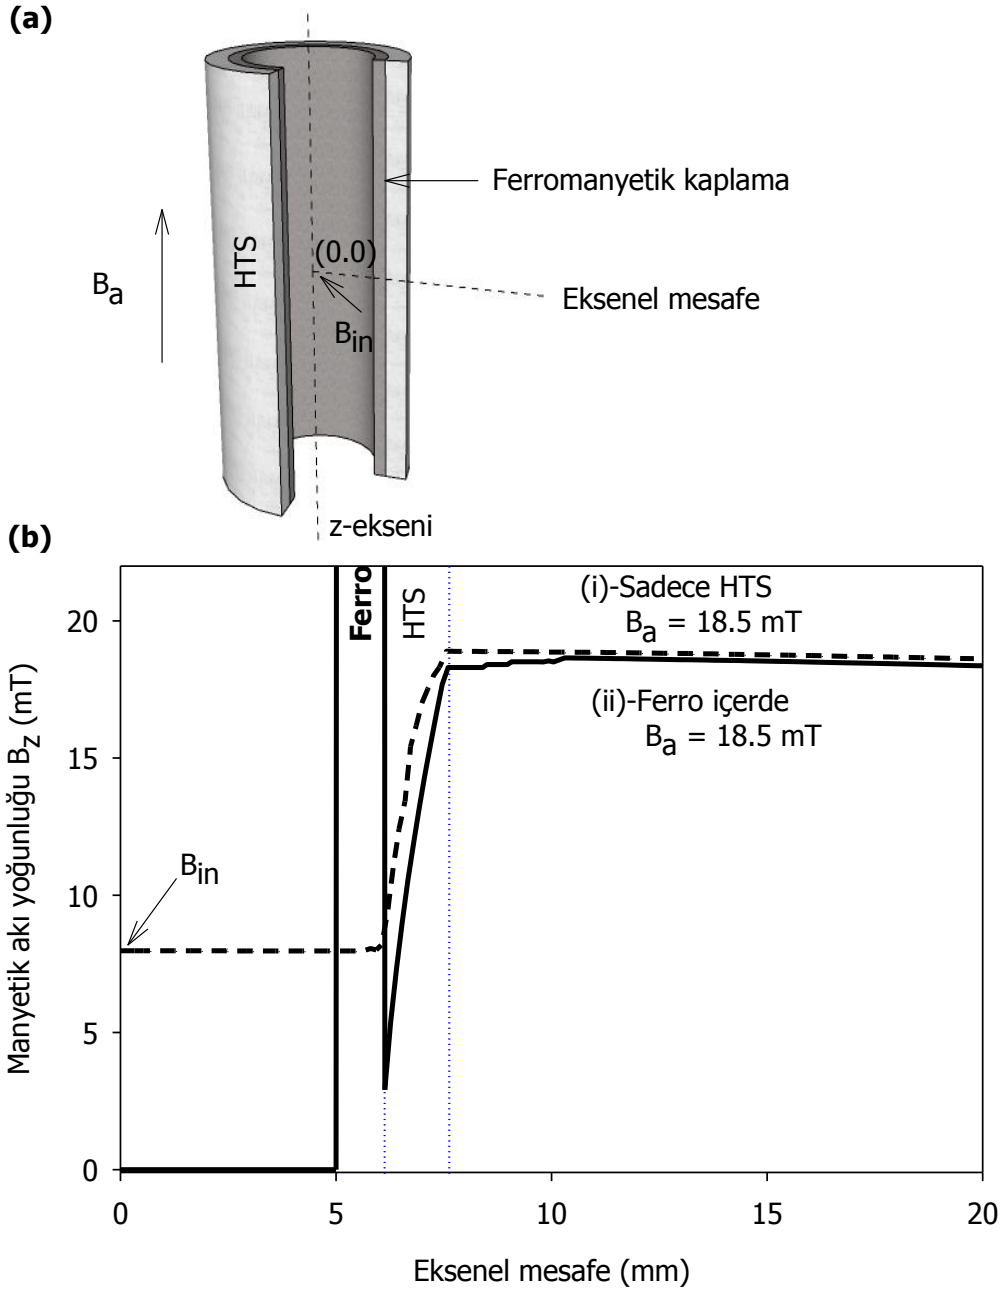 (a)
Ferromanyetik kaplama
HTS
(0.0)
Ba
Eksenel mesafe
Bin
z-ekseni
(b)
Ferro
HTS
(i)-Sadece HTS
Ba = 18.5 mT
(ii)-Ferro içerde
Ba = 18.5 mT
Bin
Manyetik akı yoğunluğu Bz (mT)
20
15
10
5
0
0 5 10 15 20
Eksenel mesafe (mm)